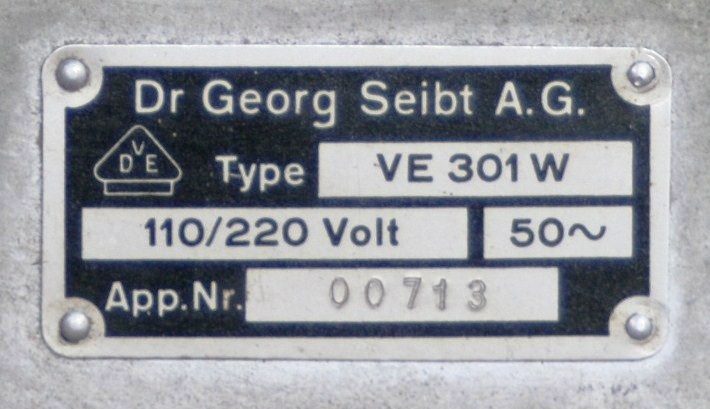 Dr Georg Seibt A.G.
VDE
Type VE 301 W
110/220 Volt 50~
App.Nr. 00713